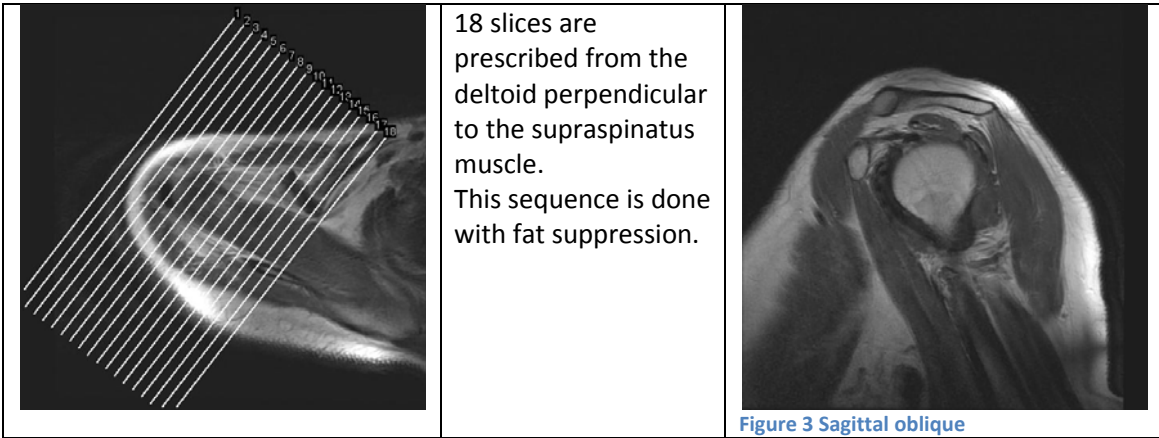 1
2
3
4
5
6
7
8
9
10
11
12
13
14
15
16
17
18
18 slices are
prescribed from the
deltoid perpendicular
to the supraspinatus
muscle.
This sequence is done
with fat suppression.
Figure 3 Sagittal oblique